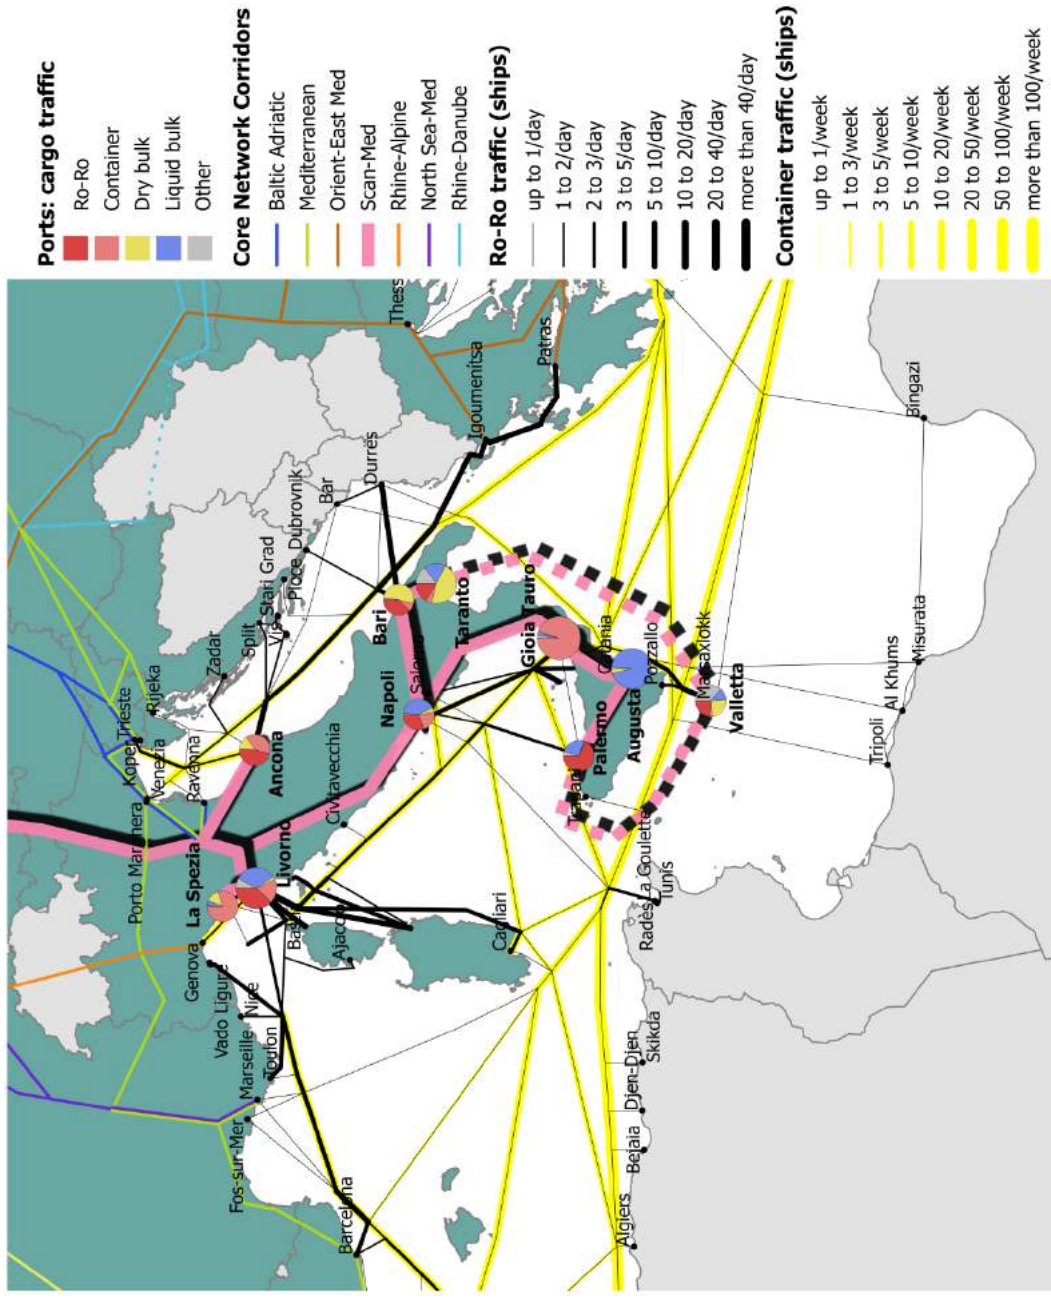 Fos-sur-Mer
Marseille
Toulon
Vado Ligure
Nice
Genova
La Spezia
Livorno
Porto Marghera
Venezia
Koper
Trieste
Rijeka
Ravenna
Ancona
Zadar
Split
Vis
Stari Grad
Ploce
Dubrovnik
Bar
Durrës
Thess
Igoumenitsa
Patras
Barcelona
Ajaccio
Civitavecchia
Napoli
Bari
Taranto
Cagliari
Palermo
Trapani
Gioia Tauro
Catania
Augusta
Pozzallo
Marsaxlokk
Valletta
Algiers
Bejaia
Djen-Djen
Skikda
Radès La Goulette
Tunis
Tripoli
Al Khums
Misurata
Bingazi
Ports: cargo traffic
Ro-Ro
Container
Dry bulk
Liquid bulk
Other
Core Network Corridors
Baltic Adriatic
Mediterranean
Orient-East Med
Scan-Med
Rhine-Alpine
North Sea-Med
Rhine-Danube
Ro-Ro traffic (ships)
up to 1/day
1 to 2/day
2 to 3/day
3 to 5/day
5 to 10/day
10 to 20/day
20 to 40/day
more than 40/day
Container traffic (ships)
up to 1/week
1 to 3/week
3 to 5/week
5 to 10/week
10 to 20/week
20 to 50/week
50 to 100/week
more than 100/week